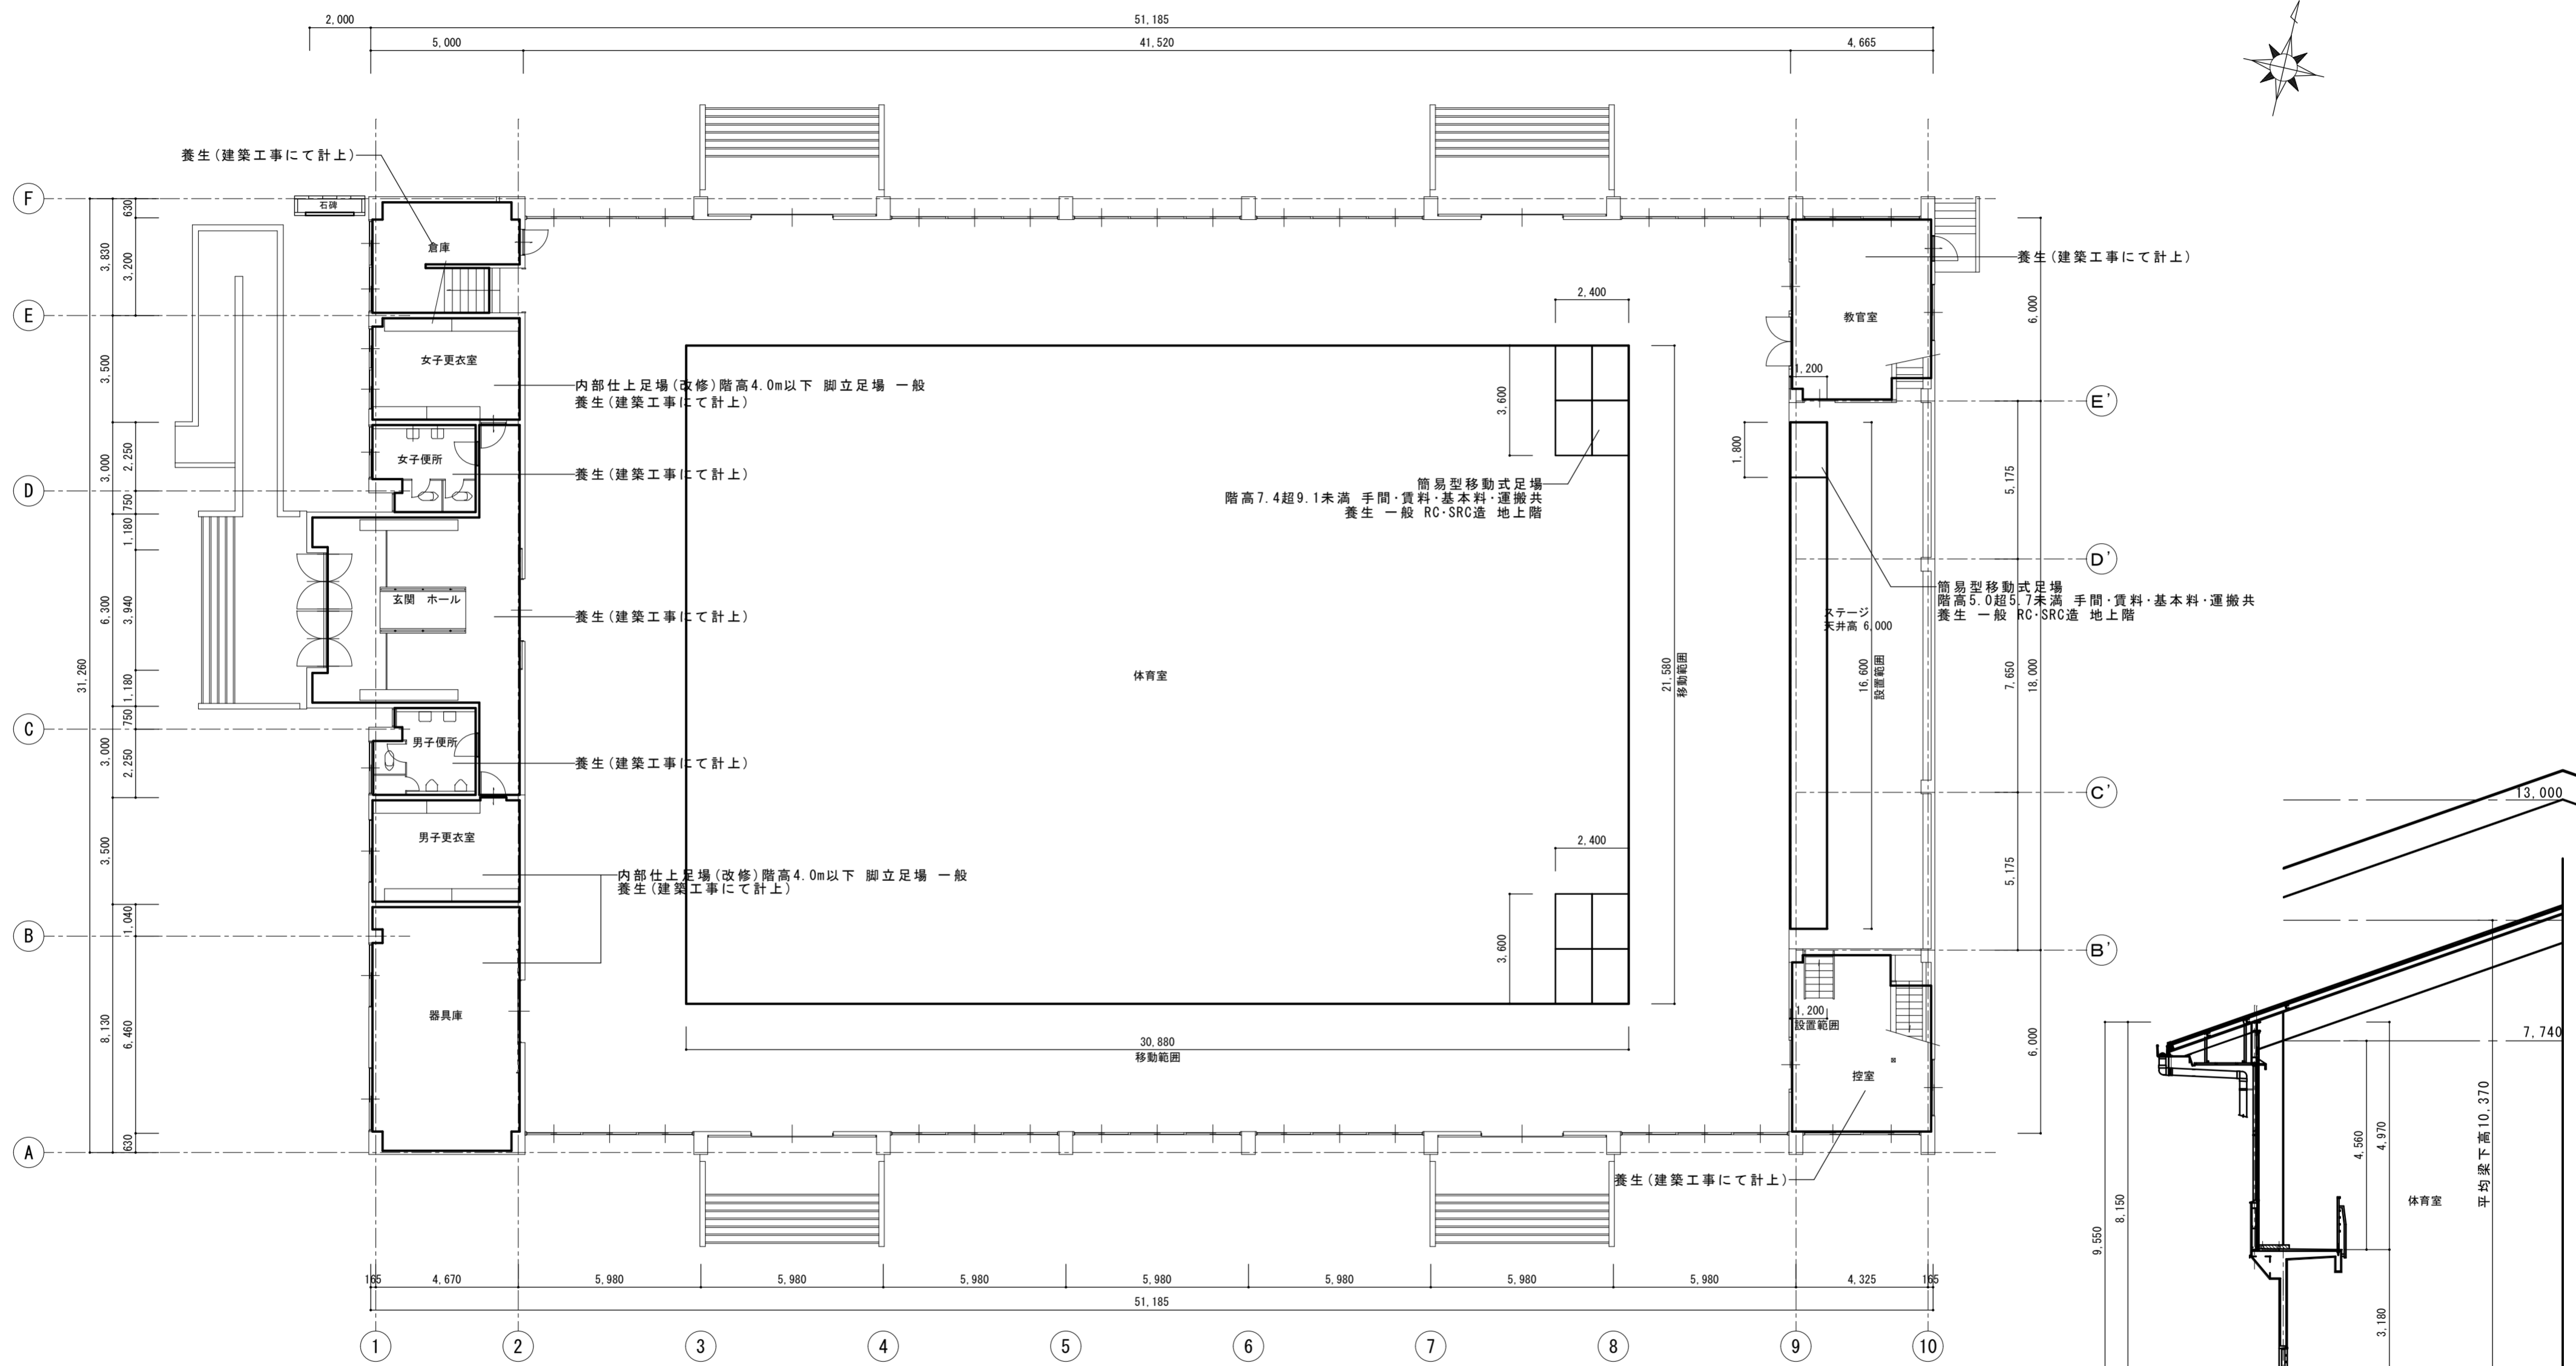 2,000
51,185
5,000
41,520
4,665
養生(建築工事にて計上)
F
石碑
倉庫
630
3,830
3,200
養生(建築工事にて計上)
E
2,400
教官室
6,000
女子更衣室
3,500
内部仕上足場(改修)階高4.0m以下 脚立足場 一般
養生(建築工事にて計上)
3,600
1,200
E'
女子便所
3,000
2,250
養生(建築工事にて計上)
1,800
簡易型移動式足場
階高7.4超9.1未満 手間・賃料・基本料・運搬共
養生 一般 RC・SRC造 地上階
5,175
D
750
1,180
D'
簡易型移動式足場
階高5.0超5.7未満 手間・賃料・基本料・運搬共
養生 一般 RC・SRC造 地上階
ステージ
天井高 6,000
玄関 ホール
6,300
3,940
養生(建築工事にて計上)
31,260
体育室
21,580
移動範囲
16,600
設置範囲
7,650
18,000
1,180
750
C
男子便所
3,000
2,250
養生(建築工事にて計上)
C'
13,000
男子更衣室
3,500
2,400
内部仕上足場(改修)階高4.0m以下 脚立足場 一般
養生(建築工事にて計上)
5,175
1,040
B
3,600
B'
器具庫
8,130
6,460
1,200
設置範囲
30,880
移動範囲
控室
6,000
7,740
630
A
養生(建築工事にて計上)
9,550
8,150
4,560
4,970
平均梁下高10,370
体育室
3,180
165
4,670
5,980
5,980
5,980
5,980
5,980
5,980
5,980
4,325
165
51,185
1
2
3
4
5
6
7
8
9
10